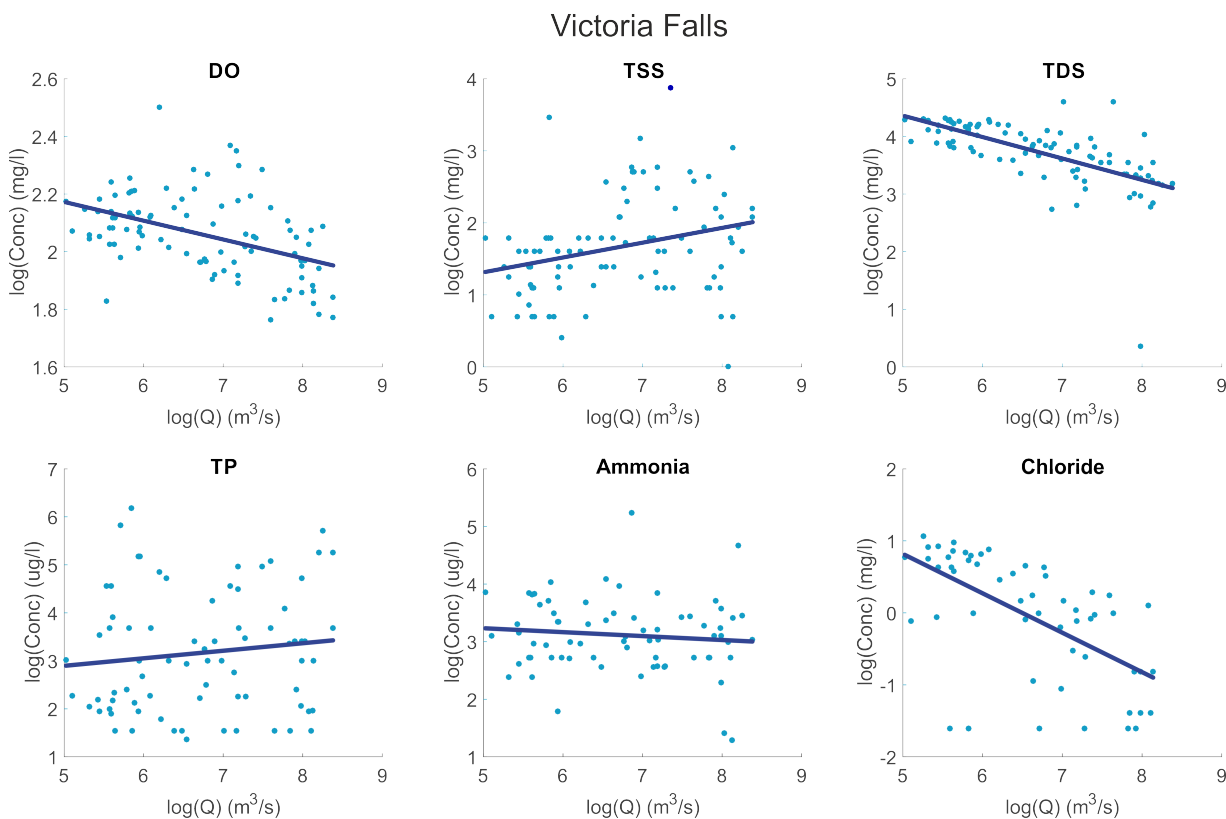 Victoria Falls
DO
2.6
2.4
2.2
2
1.8
1.6
log(Conc) (mg/l)
5 6 7 8 9
log(Q) (m³/s)
TSS
4
3
2
1
0
log(Conc) (mg/l)
5 6 7 8 9
log(Q) (m³/s)
TDS
5
4
3
2
1
0
log(Conc) (mg/l)
5 6 7 8 9
log(Q) (m³/s)
TP
7
6
5
4
3
2
1
log(Conc) (ug/l)
5 6 7 8 9
log(Q) (m³/s)
Ammonia
6
5
4
3
2
1
log(Conc) (ug/l)
5 6 7 8 9
log(Q) (m³/s)
Chloride
2
1
0
-1
-2
log(Conc) (mg/l)
5 6 7 8 9
log(Q) (m³/s)